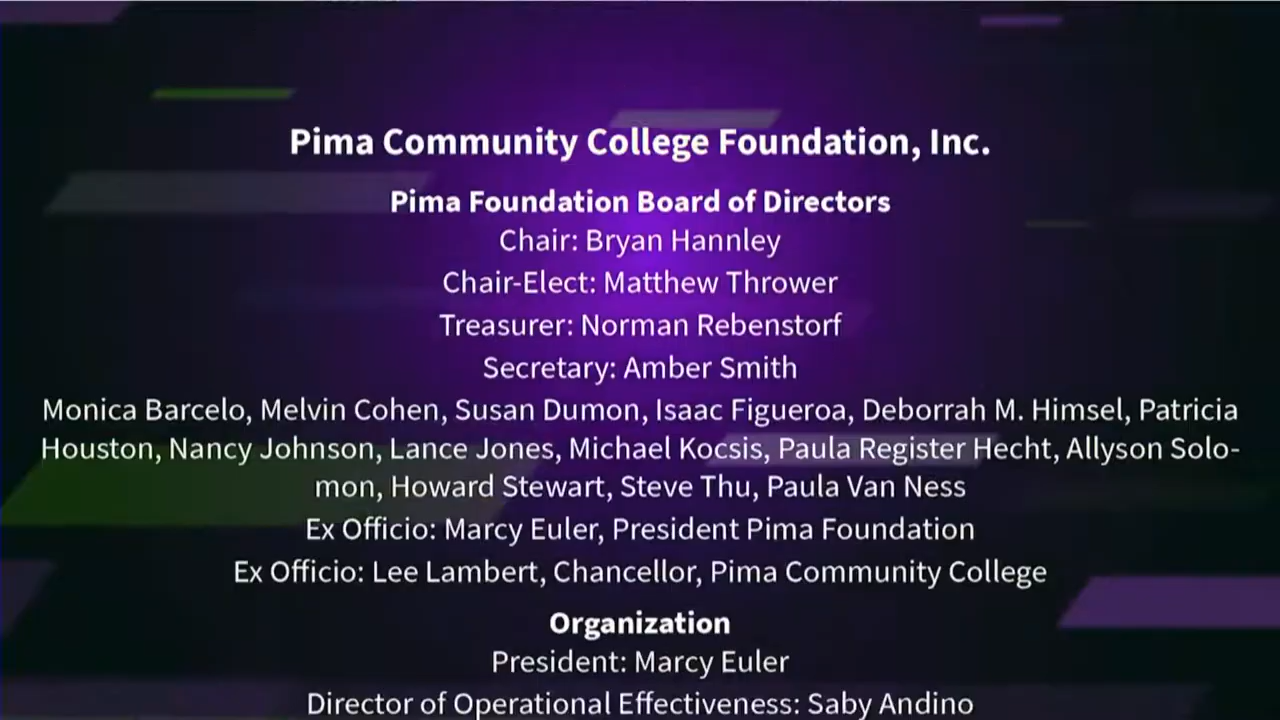 Pima Community College Foundation, Inc.
Pima Foundation Board of Directors
Chair: Bryan Hannley
Chair-Elect: Matthew Thrower
Treasurer: Norman Rebenstorf
Secretary: Amber Smith
Monica Barcelo, Melvin Cohen, Susan Dumon, Isaac Figueroa, Deborrah M. Himsel, Patricia
Houston, Nancy Johnson, Lance Jones, Michael Kocsis, Paula Register Hecht, Allyson Solo-
mon, Howard Stewart, Steve Thu, Paula Van Ness
Ex Officio: Marcy Euler, President Pima Foundation
Ex Officio: Lee Lambert, Chancellor, Pima Community College
Organization
President: Marcy Euler
Director of Operational Effectiveness: Saby Andino